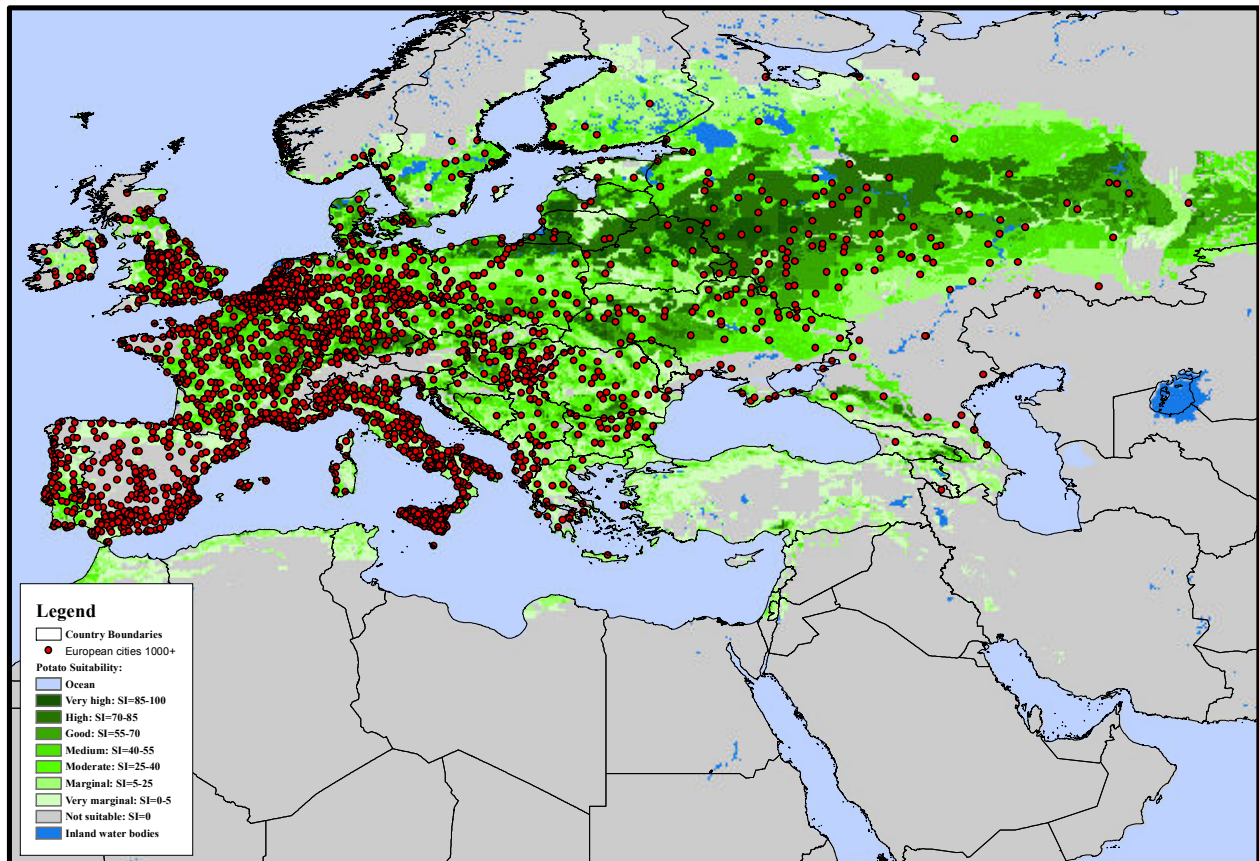 Legend
Country Boundaries
European cities 1000+
Potato Suitability:
Ocean
Very high: SI=85-100
High: SI=70-85
Good: SI=55-70
Medium: SI=40-55
Moderate: SI=25-40
Marginal: SI=5-25
Very marginal: SI=0-5
Not suitable: SI=0
Inland water bodies